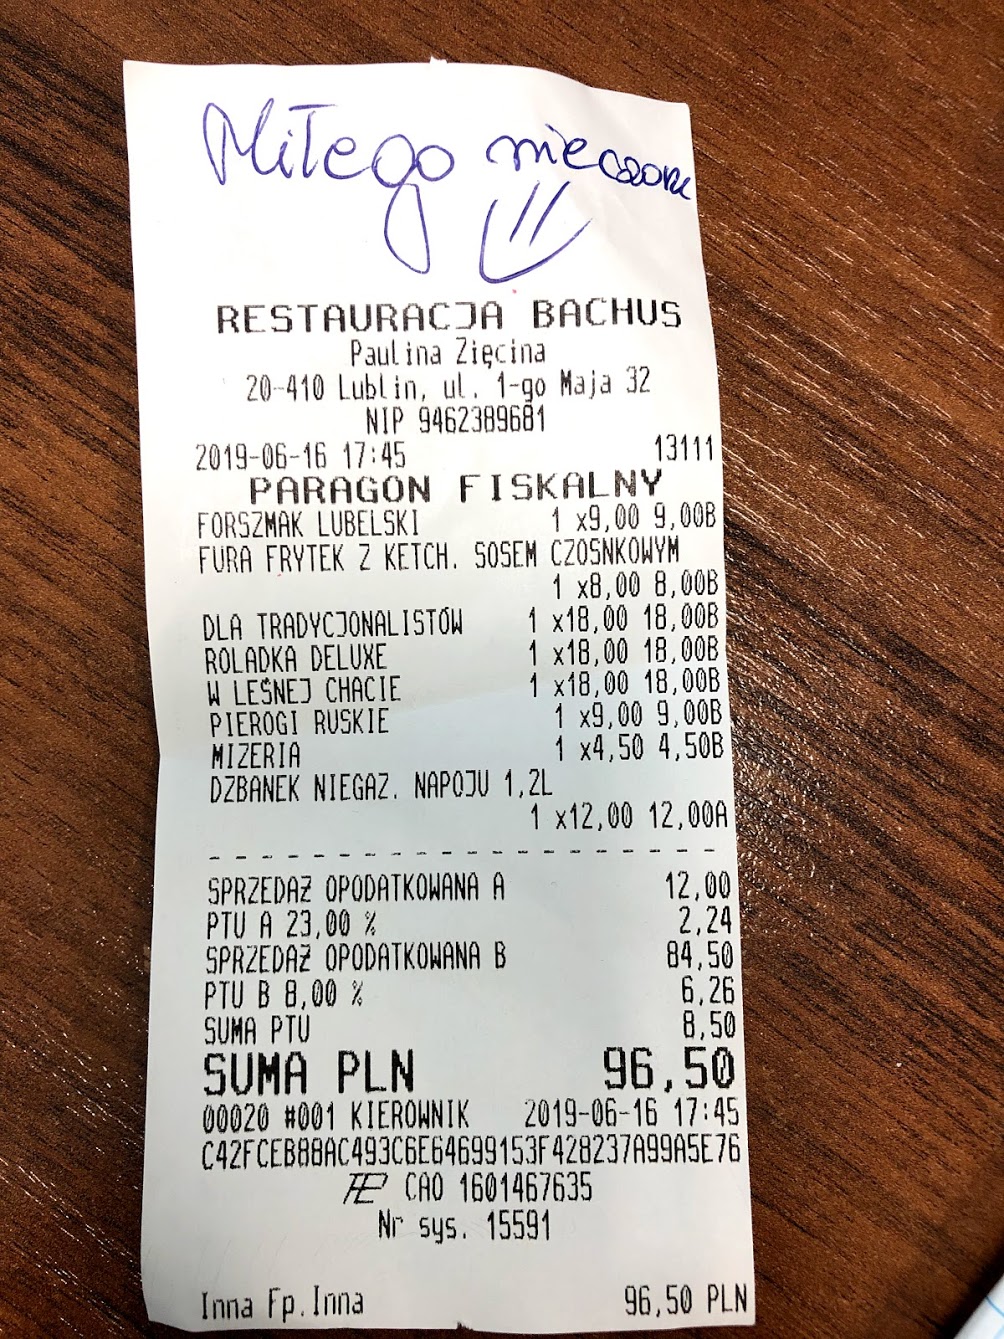 Miłego wieczoru
RESTAURACJA BACHUS
Paulina Zięcina
20-410 Lublin, ul. 1-go Maja 32
NIP 9462389681
2019-06-16 17:45 13111
PARAGON FISKALNY
FORSZMAK LUBELSKI 1 x9,00 9,00B
FURA FRYTEK Z KETCH. SOSEM CZOSNKOWYM
1 x8,00 8,00B
DLA TRADYCJONALISTÓW 1 x18,00 18,00B
ROLADKA DELUXE 1 x18,00 18,00B
W LEŚNEJ CHACIE 1 x18,00 18,00B
PIEROGI RUSKIE 1 x9,00 9,00B
MIZERIA 1 x4,50 4,50B
DZBANEK NIEGAZ. NAPOJU 1,2L
1 x12,00 12,00A
SPRZEDAŻ OPODATKOWANA A 12,00
PTU A 23,00 % 2,24
SPRZEDAŻ OPODATKOWANA B 84,50
PTU B 8,00 % 6,26
SUMA PTU 8,50
SUMA PLN 96,50
00020 #001 KIEROWNIK 2019-06-16 17:45
C42FCEB88AC493C6E64699153F428237A99A5E76
CAO 1601467635
Nr sys. 15591
Inna Fp.Inna 96,50 PLN